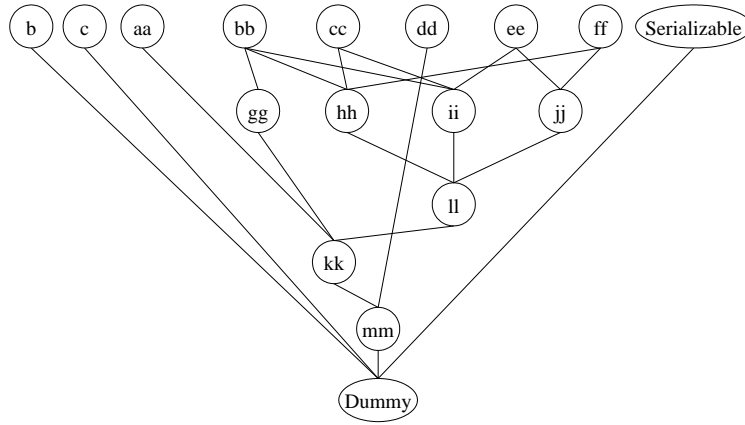 b c aa bb cc dd ee ff Serializable
gg hh ii jj
ll
kk
mm
Dummy